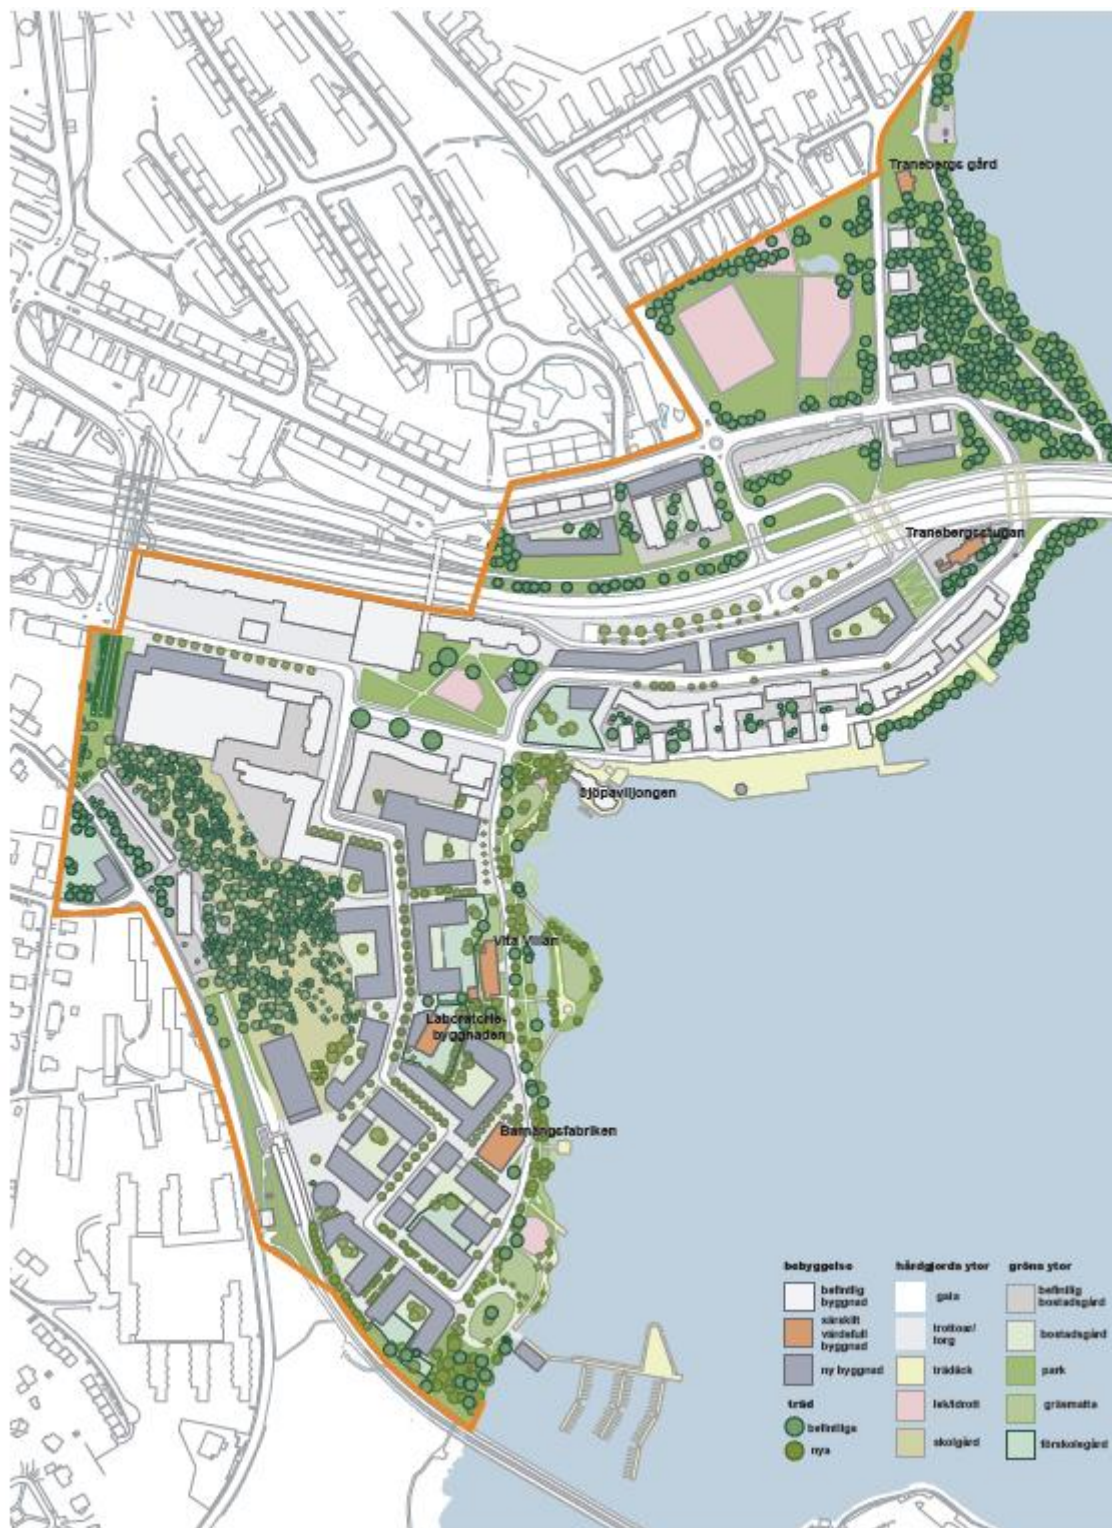 Tranebergs gård
Tranebergsstugan
Sjöpaviljongen
Vita Villan
Laboratorie-
byggnaden
Barnängsfabriken
bebyggelse
befintlig
byggnad
särskilt
värdefull
byggnad
ny byggnad
träd
befintliga
nya
hårdgjorda ytor
gata
trottoar/
torg
trädäck
lek/idrott
skolgård
gröna ytor
befintlig
bostadsgård
bostadsgård
park
gräsmatta
förskolegård